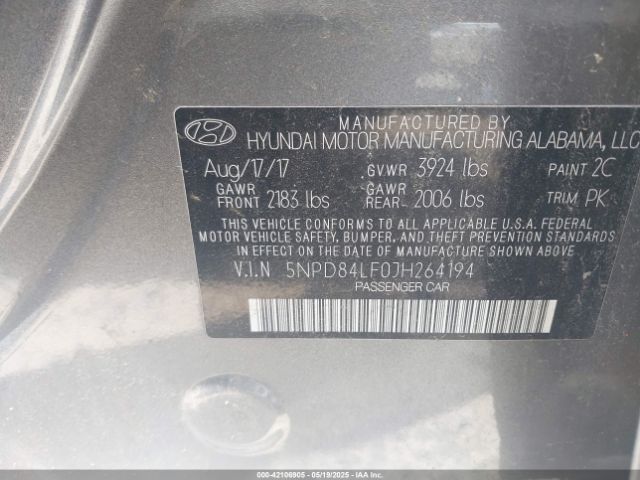 MANUFACTURED BY
HYUNDAI MOTOR MANUFACTURING ALABAMA, LLC
Aug/17/17 GVWR 3924 lbs PAINT 2C
GAWR FRONT 2183 lbs GAWR REAR 2006 lbs TRIM PK
THIS VEHICLE CONFORMS TO ALL APPLICABLE U.S.A. FEDERAL
MOTOR VEHICLE SAFETY, BUMPER, AND THEFT PREVENTION STANDARDS
IN EFFECT ON THE DATE OF MANUFACTURE SHOWN ABOVE
V.I.N 5NPD84LF0JH264194
PASSENGER CAR
000-42106905 - 05/19/2025 - © IAA Holdings, LLC